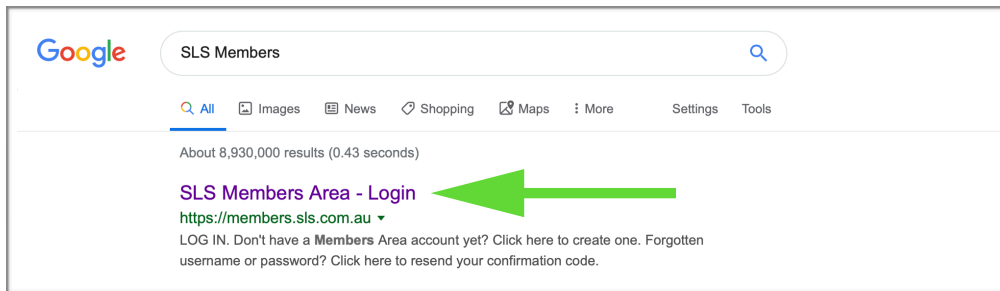 Google SLS Members
All Images News Shopping Maps More Settings Tools
About 8,930,000 results (0.43 seconds)
SLS Members Area - Login
https://members.sls.com.au
LOG IN. Don't have a Members Area account yet? Click here to create one. Forgotten
username or password? Click here to resend your confirmation code.